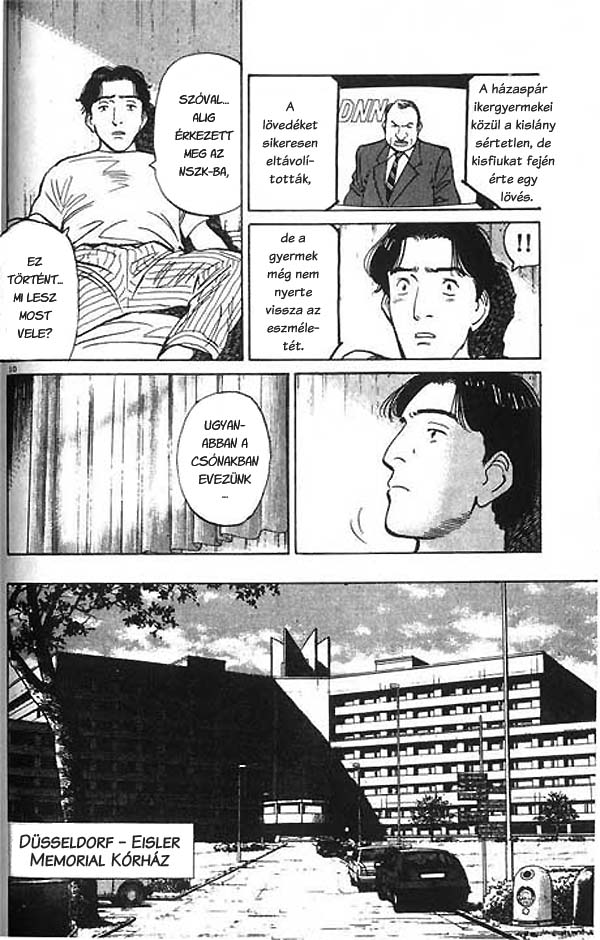 A házaspár
ikergyermekei
közül a kislány
sértetlen, de
kisfiukat fején
érte egy
lövés.
DNN
A
lövedéket
sikeresen
eltávolí-
tották,
!!
de a
gyermek
még nem
nyerte
vissza az
eszméle-
tét.
SZÓVAL...
ALIG
ÉRKEZETT
MEG AZ
NSZK-BA,
EZ
TÖRTÉNT...
MI LESZ
MOST
VELE?
10
UGYAN-
ABBAN A
CSÓNAKBAN
EVEZÜNK
...
DÜSSELDORF - EISLER
MEMORIAL KÓRHÁZ